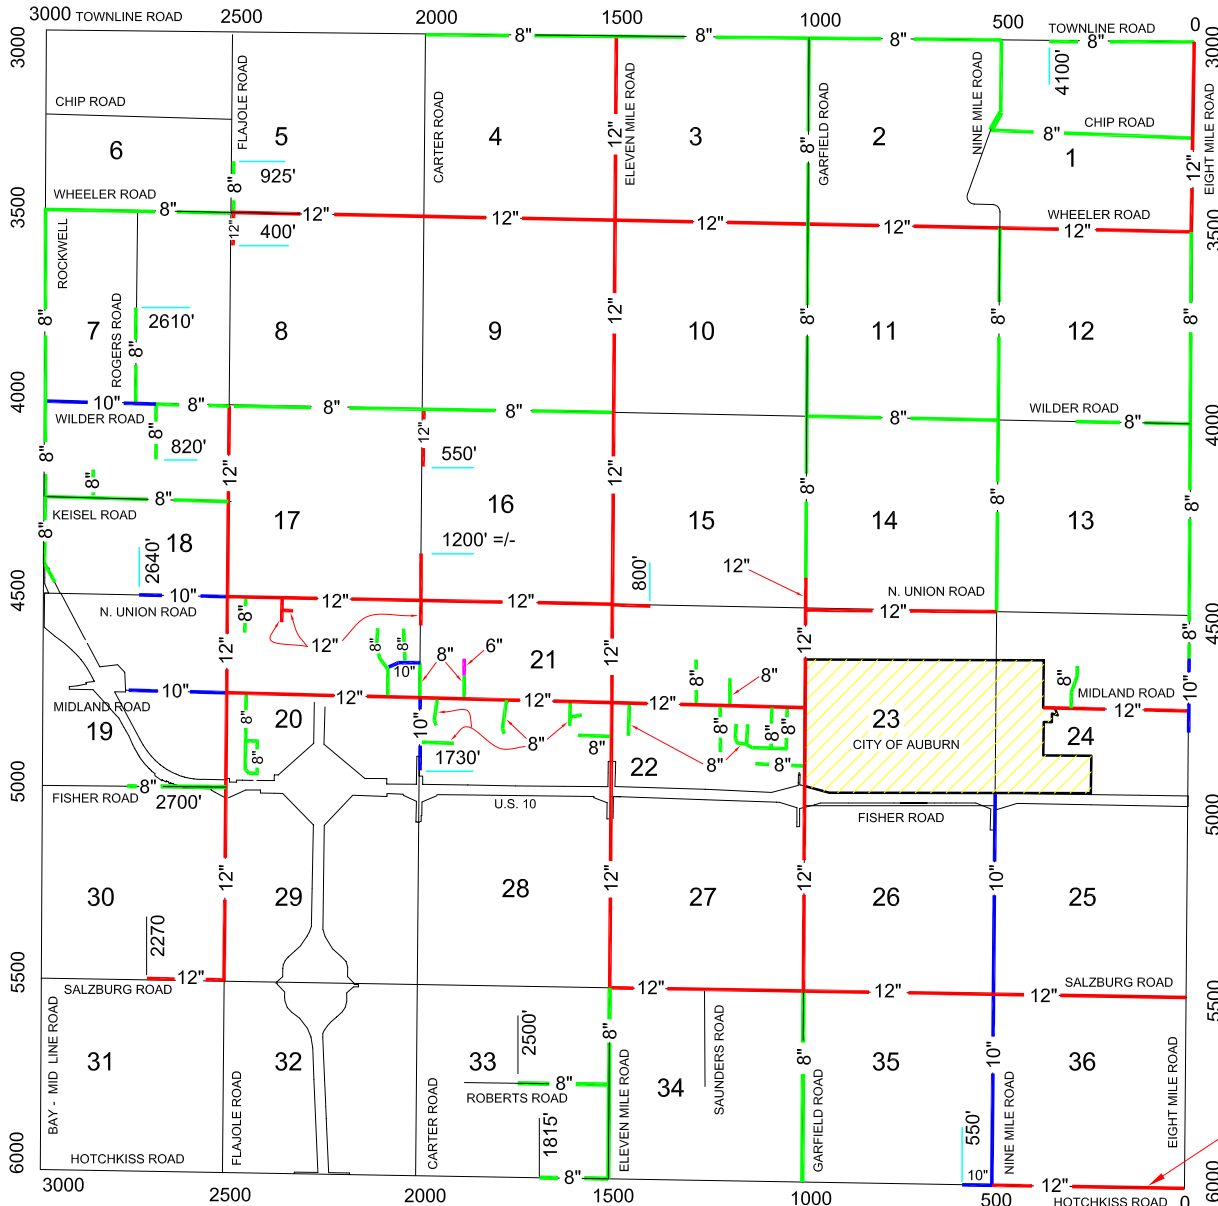 3000 TOWNLINE ROAD 2500 2000 1500 1000 500 0
TOWNLINE ROAD
3000 8" 8" 8" 8" 3000
FLAJOLE ROAD
CARTER ROAD
ELEVEN MILE ROAD
GARFIELD ROAD
NINE MILE ROAD
4100'
EIGHT MILE ROAD
CHIP ROAD
CHIP ROAD
12" 8" 8" 12"
6 5 4 3 2 1
8" 925'
WHEELER ROAD
WHEELER ROAD
3500 8" 12" 12" 12" 12" 12" 3500
12" 400'
ROCKWELL
ROGERS ROAD
2610'
8" 8" 12" 8" 8" 8"
7 8 9 10 11 12
4000 10" 8" 8" 8" 8" 8" 4000
WILDER ROAD
WILDER ROAD
8" 820'
12" 550'
8" 8" 12" 12" 8" 8" 8"
8"
KEISEL ROAD
8"
18 17 16 15 14 13
2640'
1200' =/-
800'
12"
4500 10" 12" 12" 12" 4500
N. UNION ROAD
N. UNION ROAD
8" 12" 12" 12" 12" 8"
8" 8" 10" 8" 6"
21
8" 8"
8"
MIDLAND ROAD
10" 12" 12" 12" 12" 10"
MIDLAND ROAD
19 20 22 23 24
CITY OF AUBURN
8" 8" 10" 8" 8" 8" 8" 8"
1730'
8" 8" 8"
5000 8" 5000
FISHER ROAD 2700'
U.S. 10
FISHER ROAD
12" 12" 12" 10"
30 29 28 27 26 25
2270
5500 12" 12" 12" 12" 5500
SALZBURG ROAD
SALZBURG ROAD
BAY - MID LINE ROAD
FLAJOLE ROAD
CARTER ROAD
ELEVEN MILE ROAD
SAUNDERS ROAD
GARFIELD ROAD
NINE MILE ROAD
EIGHT MILE ROAD
2500'
8" 8" 10"
31 32 33 34 35 36
8"
ROBERTS ROAD
1815'
550'
6000 HOTCHKISS ROAD 8" 10" 12" 6000
HOTCHKISS ROAD
3000 2500 2000 1500 1000 500 0